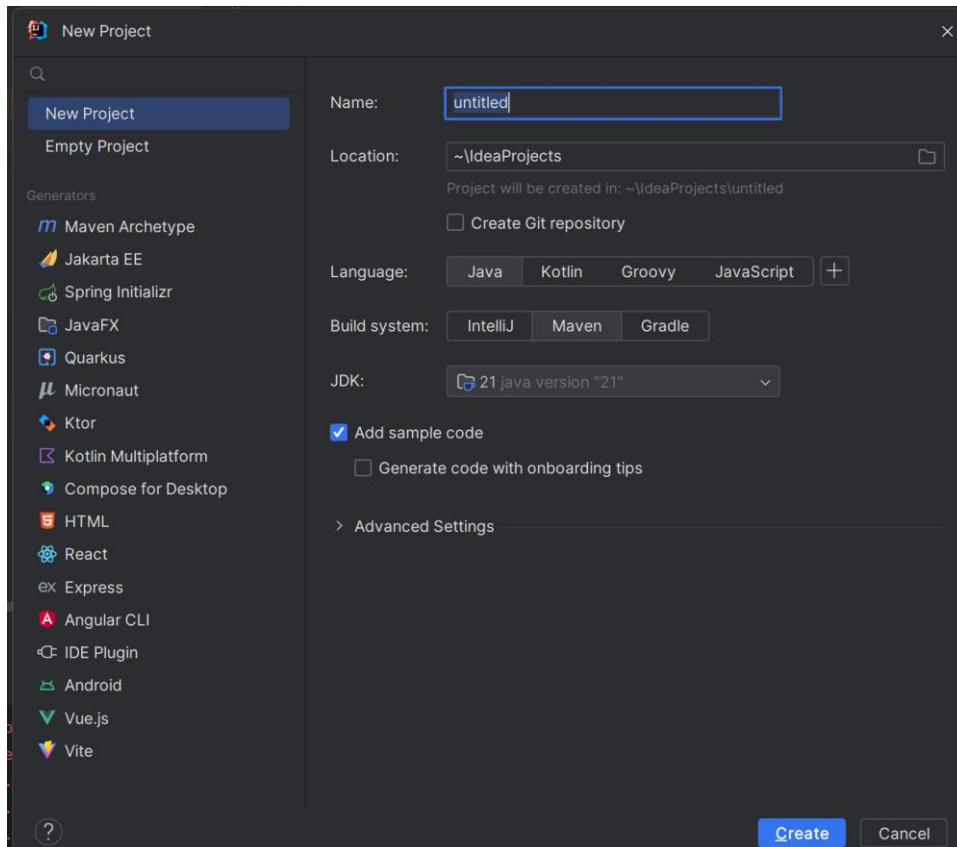 New Project
New Project
Empty Project
Generators
Maven Archetype
Jakarta EE
Spring Initializr
JavaFX
Quarkus
Micronaut
Ktor
Kotlin Multiplatform
Compose for Desktop
HTML
React
ex Express
Angular CLI
IDE Plugin
Android
Vue.js
Vite
?
Name: untitled
Location: ~\IdeaProjects
Project will be created in: ~\IdeaProjects\untitled
Create Git repository
Language: Java Kotlin Groovy JavaScript +
Build system: IntelliJ Maven Gradle
JDK: 21 java version "21"
Add sample code
Generate code with onboarding tips
Advanced Settings
Create Cancel